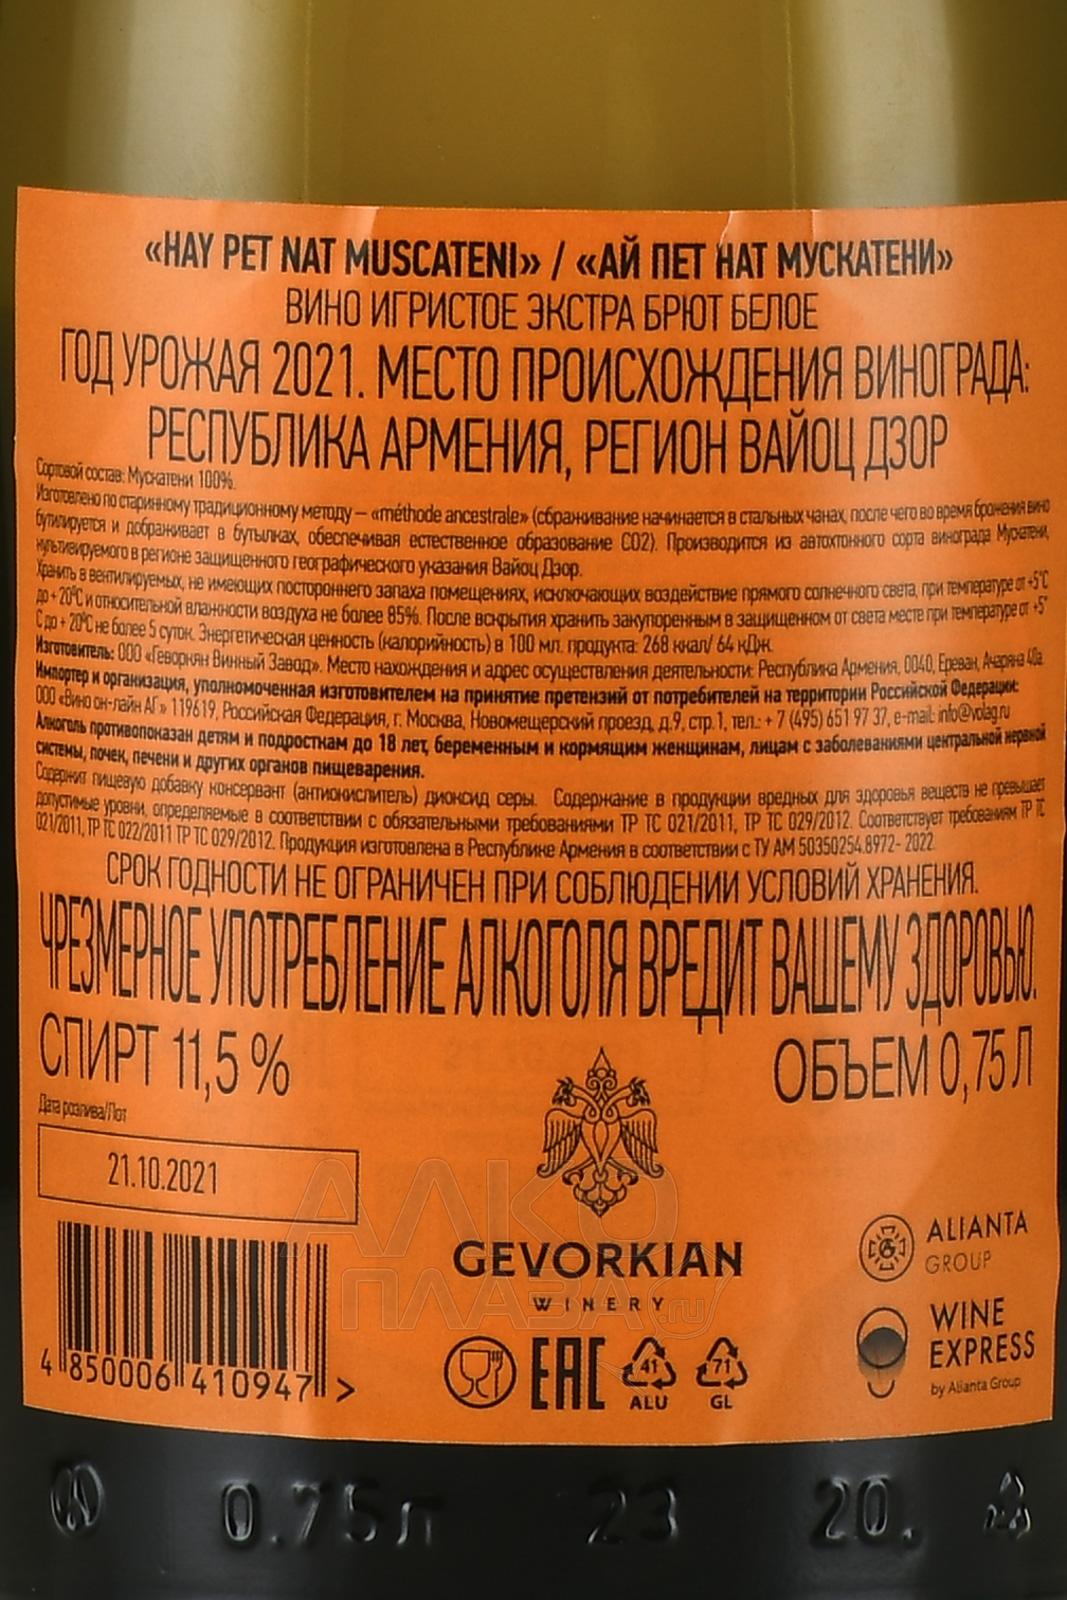 «HAY PET NAT MUSCATENI» / «АЙ ПЕТ НАТ МУСКАТЕНИ»
ВИНО ИГРИСТОЕ ЭКСТРА БРЮТ БЕЛОЕ
ГОД УРОЖАЯ 2021. МЕСТО ПРОИСХОЖДЕНИЯ ВИНОГРАДА:
РЕСПУБЛИКА АРМЕНИЯ, РЕГИОН ВАЙОЦ ДЗОР
Сортовой состав: Мускатени 100%.
Изготовлено по старинному традиционному методу – «méthode ancestrale» (сбраживание начинается в стальных чанах, после чего во время брожения вино
бутилируется и дображивает в бутылках, обеспечивая естественное образование CO2). Производится из автохтонного сорта винограда Мускатени,
культивируемого в регионе защищенного географического указания Вайоц Дзор.
Хранить в вентилируемых, не имеющих постороннего запаха помещениях, исключающих воздействие прямого солнечного света, при температуре от +5°C
до + 20°C и относительной влажности воздуха не более 85%. После вскрытия хранить закупоренным в защищенном от света месте при температуре от +5°
C до + 20°C не более 5 суток. Энергетическая ценность (калорийность) в 100 мл. продукта: 268 ккал/ 64 кДж.
Изготовитель: ООО «Геворкян Винный Завод». Место нахождения и адрес осуществления деятельности: Республика Армения, 0040, Ереван, Ачаряна 40а.
Импортер и организация, уполномоченная изготовителем на принятие претензий от потребителей на территории Российской Федерации:
ООО «Вино он-лайн АГ» 119619, Российская Федерация, г. Москва, Новомещерский проезд, д.9, стр.1, тел.: + 7 (495) 651 97 37, e-mail: info@volag.ru
Алкоголь противопоказан детям и подросткам до 18 лет, беременным и кормящим женщинам, лицам с заболеваниями центральной нервной
системы, почек, печени и других органов пищеварения.
Содержит пищевую добавку консервант (антиокислитель) диоксид серы. Содержание в продукции вредных для здоровья веществ не превышает
допустимые уровни, определяемые в соответствии с обязательными требованиями ТР ТС 021/2011, ТР ТС 029/2012. Соответствует требованиям ТР ТС
021/2011, ТР ТС 022/2011 ТР ТС 029/2012. Продукция изготовлена в Республике Армения в соответствии с ТУ АМ 50350254.8972- 2022.
СРОК ГОДНОСТИ НЕ ОГРАНИЧЕН ПРИ СОБЛЮДЕНИИ УСЛОВИЙ ХРАНЕНИЯ.
ЧРЕЗМЕРНОЕ УПОТРЕБЛЕНИЕ АЛКОГОЛЯ ВРЕДИТ ВАШЕМУ ЗДОРОВЬЮ.
СПИРТ 11,5 %
ОБЪЕМ 0,75 Л
Дата розлива/Лот
21.10.2021
АЛКО
ПЛАЗА.ru
GEVORKIAN
WINERY
ALIANTA
GROUP
WINE
EXPRESS
by Alianta Group
4 850006 410947 >
EAC
41
ALU
71
GL
0.75л 23 20.